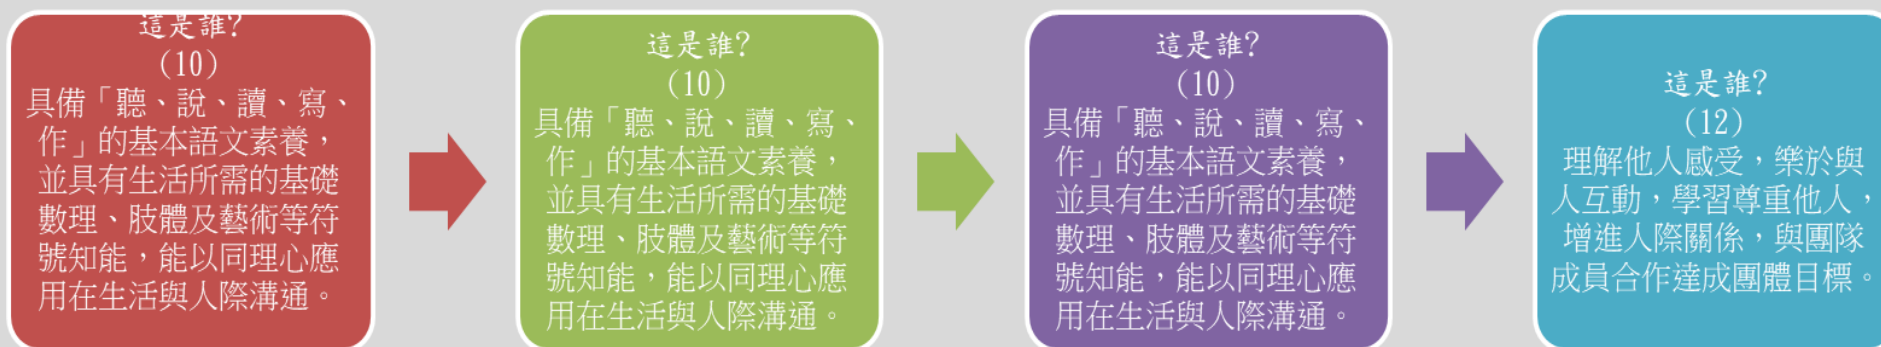 這是誰?
(10)
具備「聽、說、讀、寫、
作」的基本語文素養，
並具有生活所需的基礎
數理、肢體及藝術等符
號知能，能以同理心應
用在生活與人際溝通。
這是誰?
(10)
具備「聽、說、讀、寫、
作」的基本語文素養，
並具有生活所需的基礎
數理、肢體及藝術等符
號知能，能以同理心應
用在生活與人際溝通。
這是誰?
(10)
具備「聽、說、讀、寫、
作」的基本語文素養，
並具有生活所需的基礎
數理、肢體及藝術等符
號知能，能以同理心應
用在生活與人際溝通。
這是誰?
(12)
理解他人感受，樂於與
人互動，學習尊重他人，
增進人際關係，與團隊
成員合作達成團體目標。